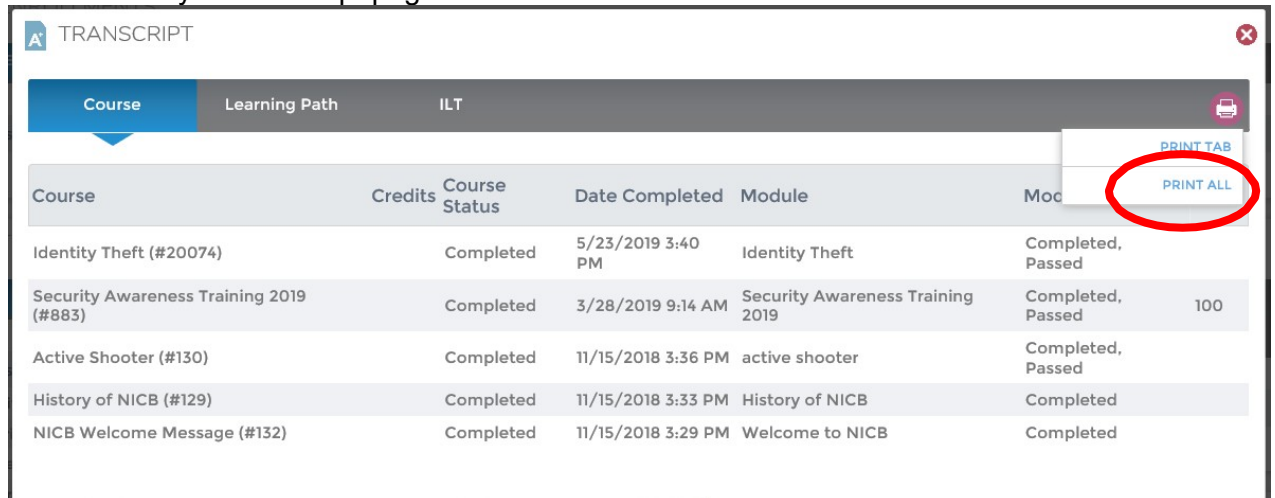 TRANSCRIPT
Course Learning Path ILT
PRINT TAB
PRINT ALL
Course Credits Course Status Date Completed Module
Identity Theft (#20074) Completed 5/23/2019 3:40 PM Identity Theft Completed, Passed
Security Awareness Training 2019 (#883) Completed 3/28/2019 9:14 AM Security Awareness Training 2019 Completed, Passed 100
Active Shooter (#130) Completed 11/15/2018 3:36 PM active shooter Completed, Passed
History of NICB (#129) Completed 11/15/2018 3:33 PM History of NICB Completed
NICB Welcome Message (#132) Completed 11/15/2018 3:29 PM Welcome to NICB Completed